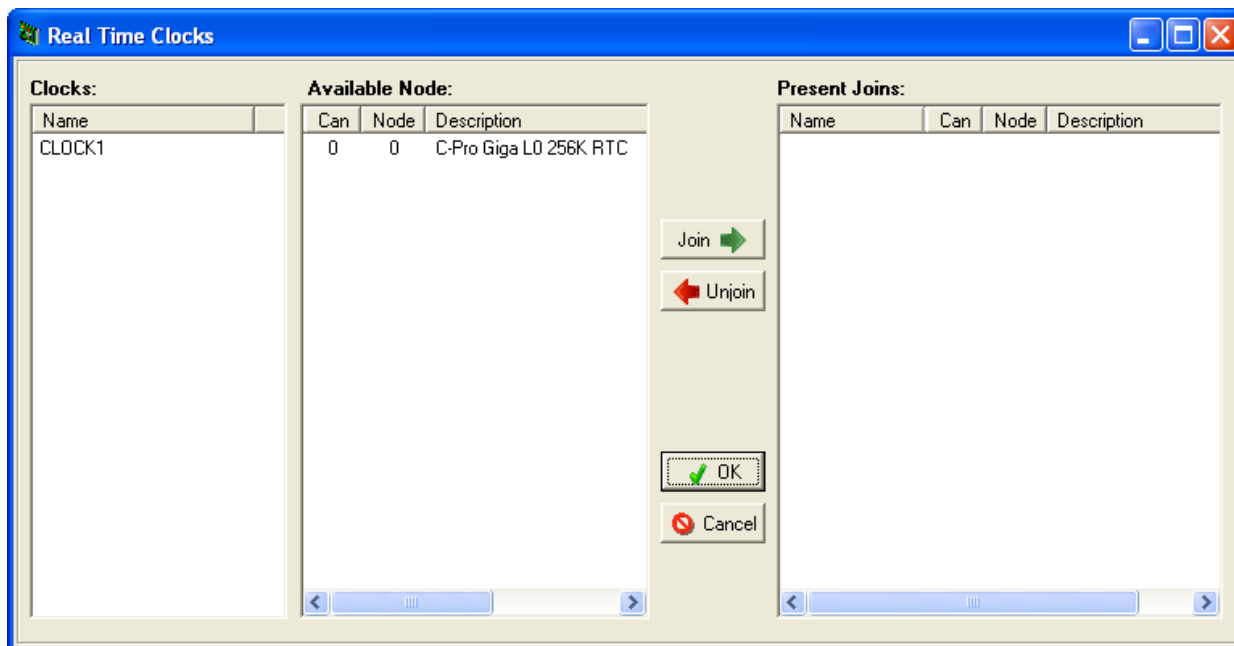 Real Time Clocks
Clocks:
Name
CLOCK1
Available Node:
Can Node Description
0 0 C-Pro Giga L0 256K RTC
Join
Unjoin
OK
Cancel
Present Joins:
Name Can Node Description